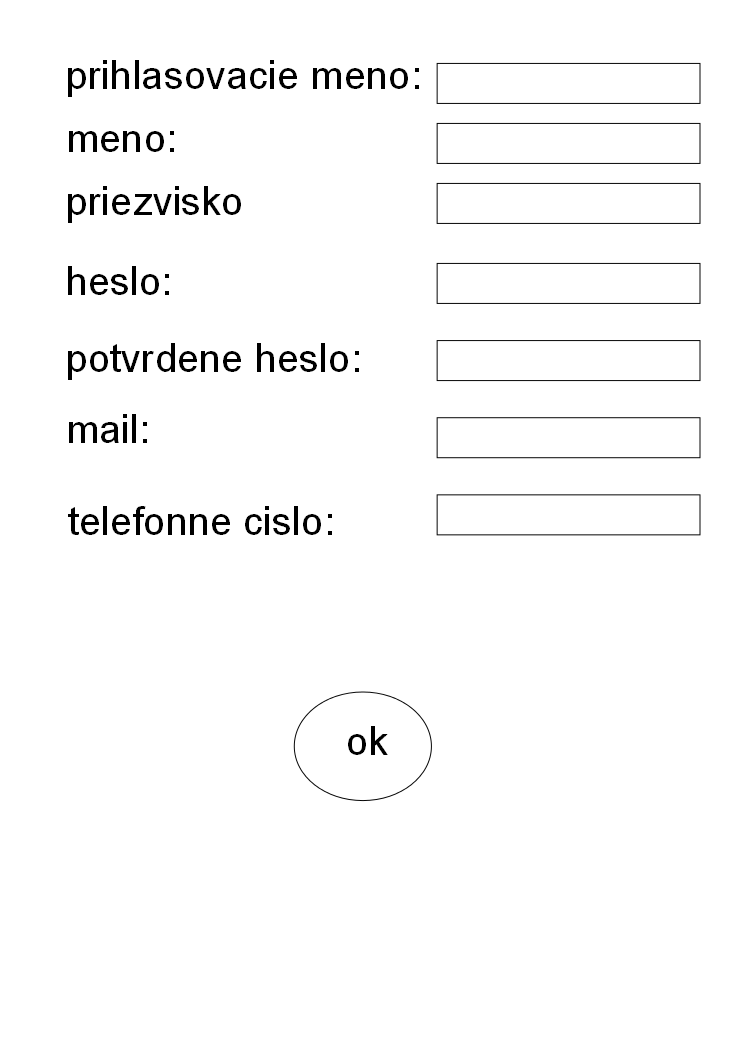 prihlasovacie meno:
meno:
priezvisko
heslo:
potvrdene heslo:
mail:
telefonne cislo:
ok